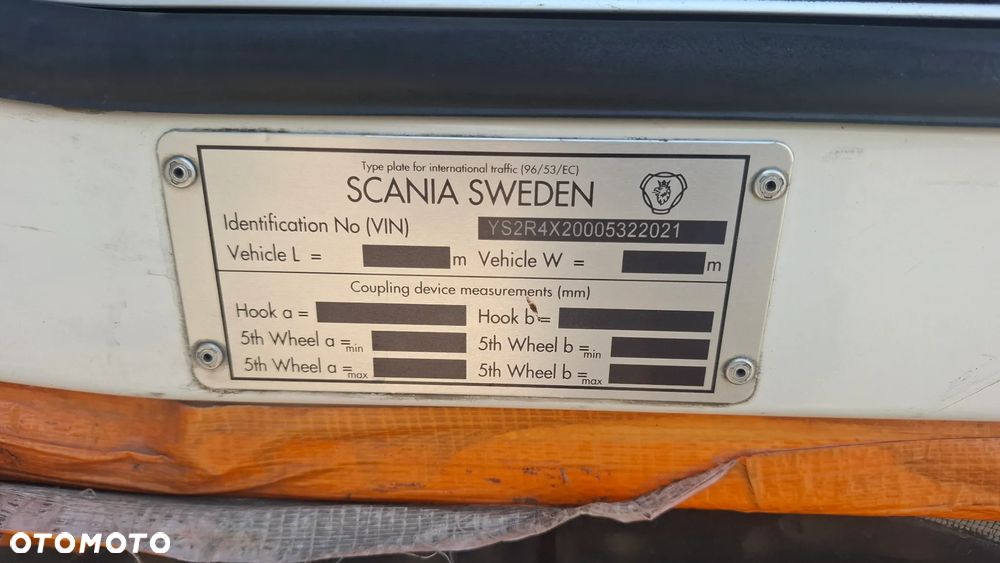 Type plate for international traffic (96/53/EC)
SCANIA SWEDEN
Identification No (VIN) YS2R4X20005322021
Vehicle L = m Vehicle W = m
Coupling device measurements (mm)
Hook a = Hook b =
5th Wheel a = min 5th Wheel b = min
5th Wheel a = max 5th Wheel b = max
OTOMOTO